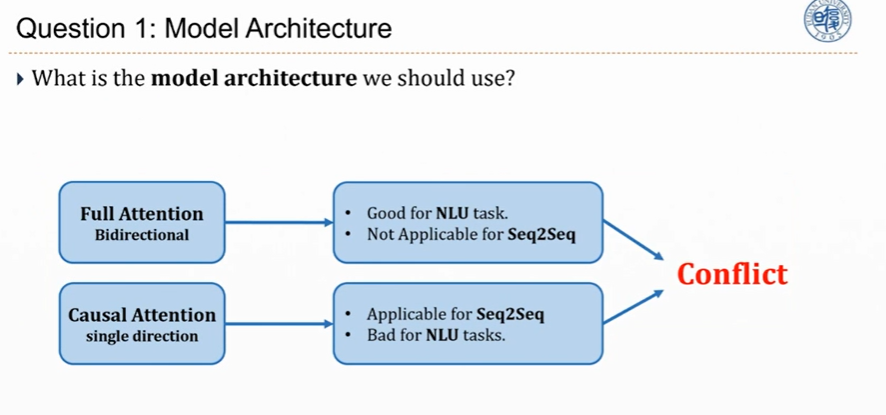 Question 1: Model Architecture
What is the model architecture we should use?
Full Attention
Bidirectional
• Good for NLU task.
• Not Applicable for Seq2Seq
Conflict
Causal Attention
single direction
• Applicable for Seq2Seq
• Bad for NLU tasks.